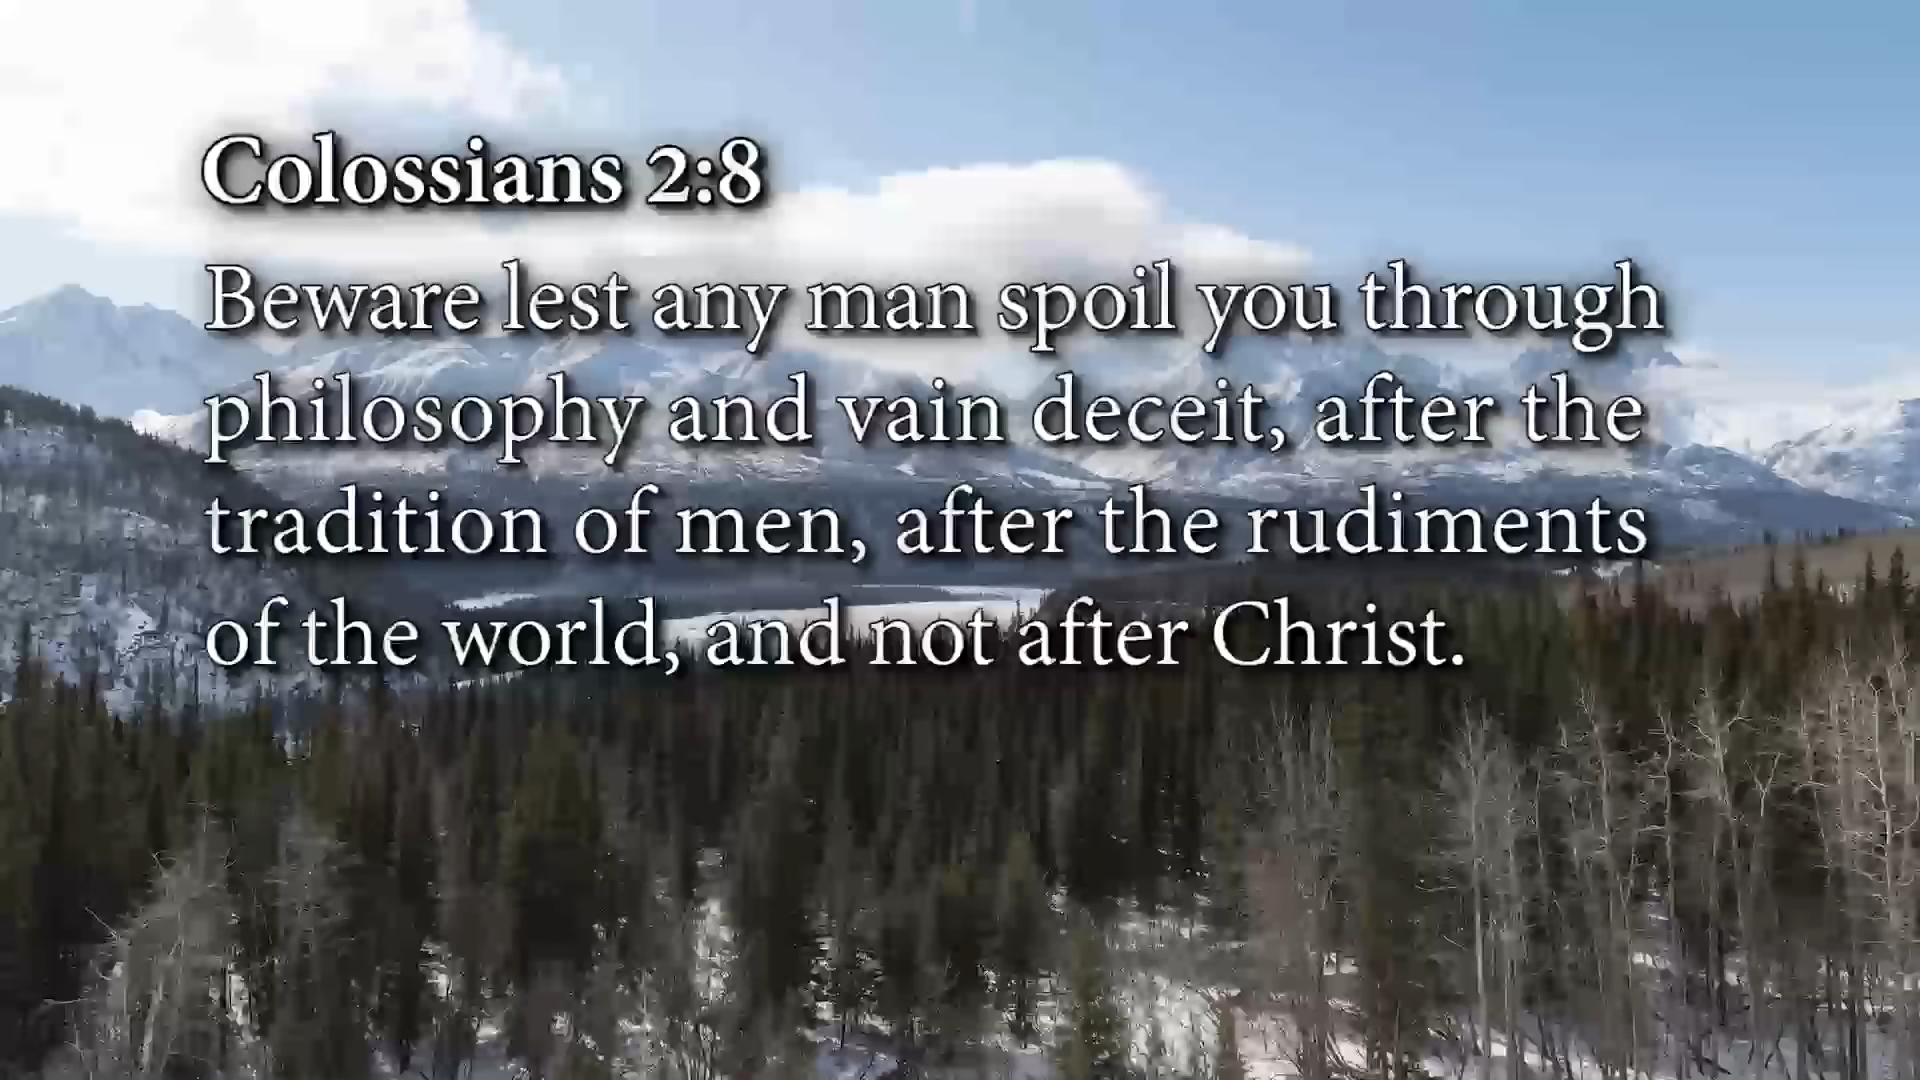 Colossians 2:8
Beware lest any man spoil you through
philosophy and vain deceit, after the
tradition of men, after the rudiments
of the world, and not after Christ.